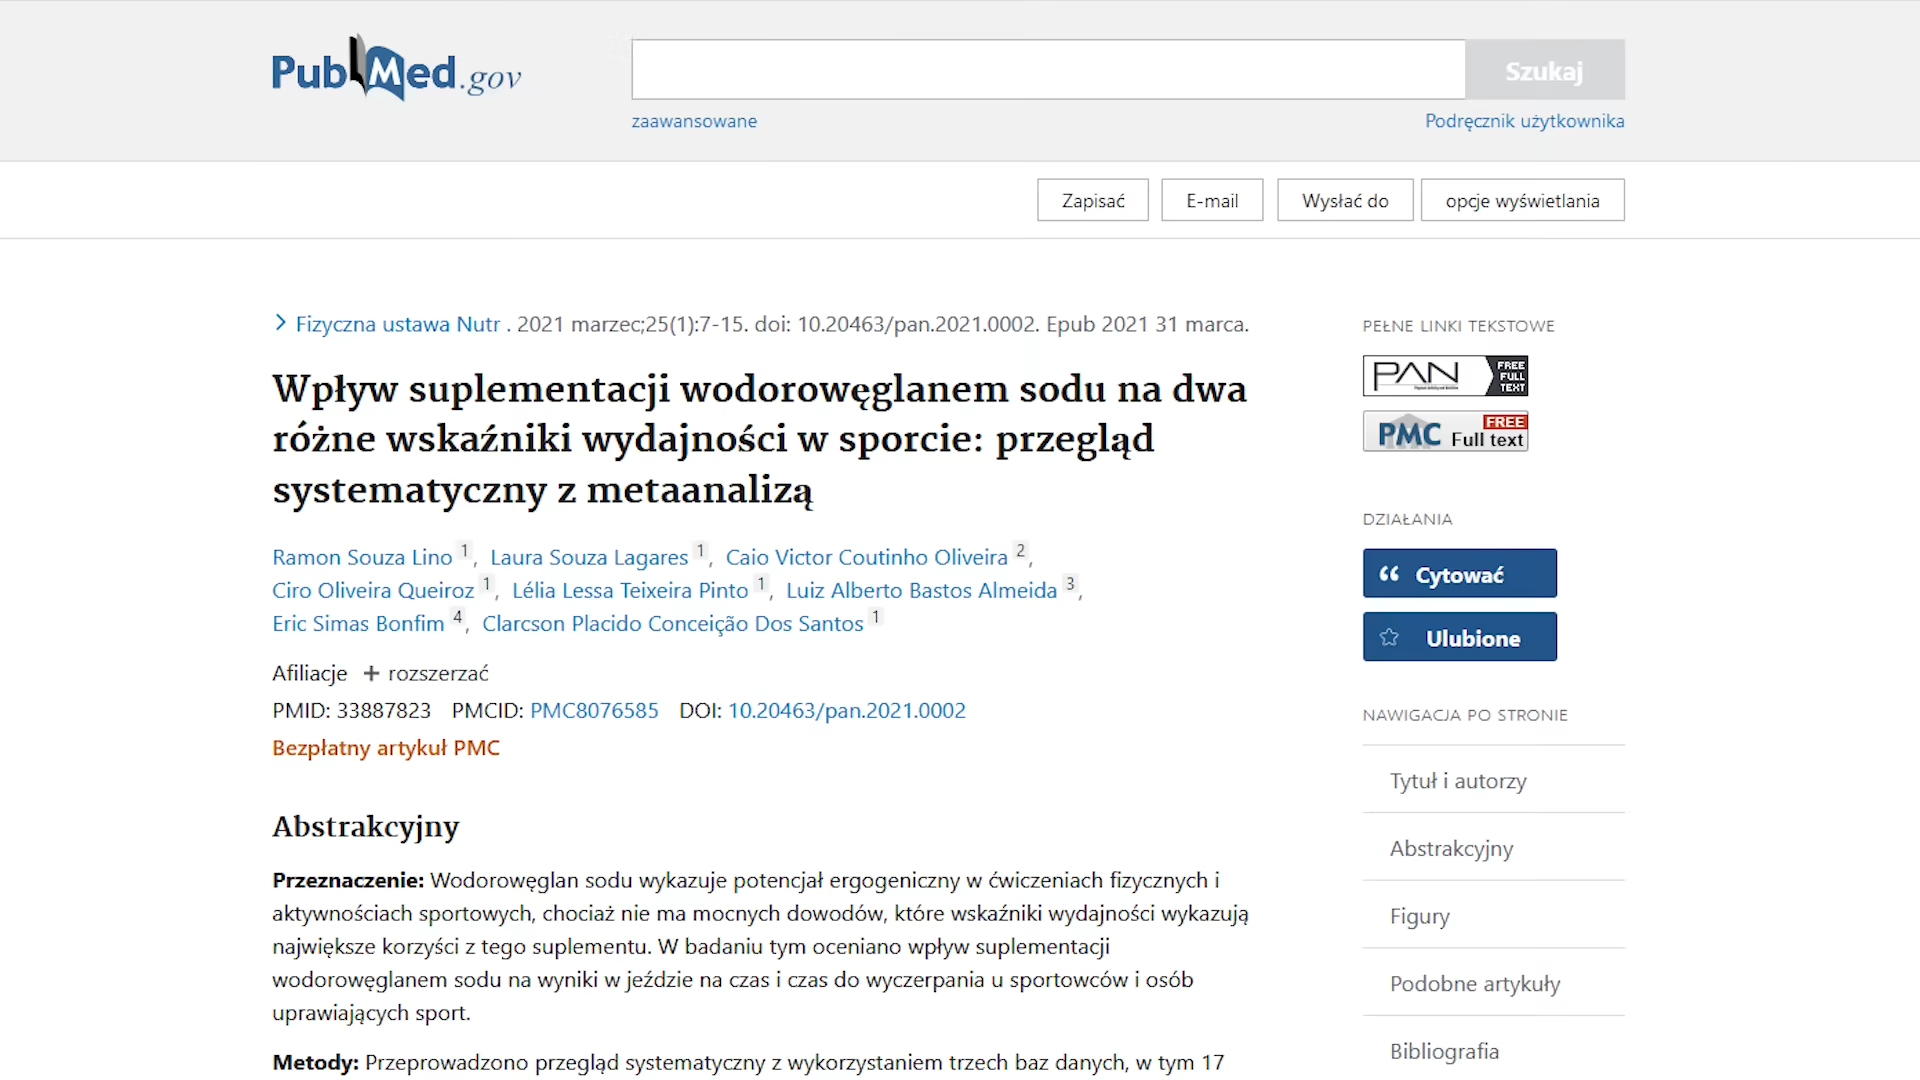 PubMed.gov
Szukaj
zaawansowane
Podręcznik użytkownika
Zapisać
E-mail
Wysłać do
opcje wyświetlania
Fizyczna ustawa Nutr . 2021 marzec;25(1):7-15. doi: 10.20463/pan.2021.0002. Epub 2021 31 marca.
Wpływ suplementacji wodorowęglanem sodu na dwa
różne wskaźniki wydajności w sporcie: przegląd
systematyczny z metaanalizą
Ramon Souza Lino 1, Laura Souza Lagares 1, Caio Victor Coutinho Oliveira 2,
Ciro Oliveira Queiroz 1, Lélia Lessa Teixeira Pinto 1, Luiz Alberto Bastos Almeida 3,
Eric Simas Bonfim 4, Clarcson Placido Conceição Dos Santos 1
Afiliacje + rozszerzać
PMID: 33887823 PMCID: PMC8076585 DOI: 10.20463/pan.2021.0002
Bezpłatny artykuł PMC
Abstrakcyjny
Przeznaczenie: Wodorowęglan sodu wykazuje potencjał ergogeniczny w ćwiczeniach fizycznych i
aktywnościach sportowych, chociaż nie ma mocnych dowodów, które wskaźniki wydajności wykazują
największe korzyści z tego suplementu. W badaniu tym oceniano wpływ suplementacji
wodorowęglanem sodu na wyniki w jeździe na czas i czas do wyczerpania u sportowców i osób
uprawiających sport.
Metody: Przeprowadzono przegląd systematyczny z wykorzystaniem trzech baz danych, w tym 17
PEŁNE LINKI TEKSTOWE
PAN
FREE
FULL
TEXT
PMC
FREE
Full text
DZIAŁANIA
Cytować
Ulubione
NAWIGACJA PO STRONIE
Tytuł i autorzy
Abstrakcyjny
Figury
Podobne artykuły
Bibliografia